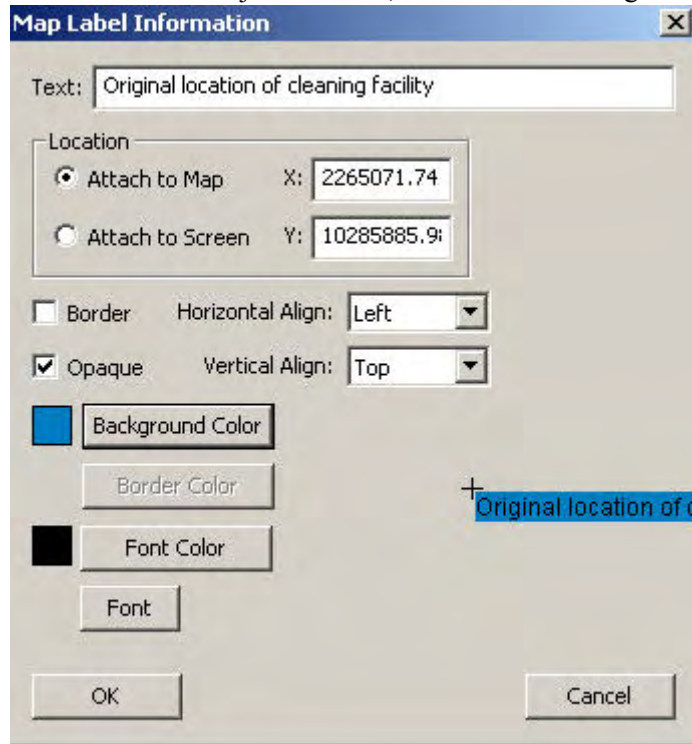 Map Label Information
Text: Original location of cleaning facility
Location
Attach to Map X: 2265071.74
Attach to Screen Y: 10285885.9
Border Horizontal Align: Left
Opaque Vertical Align: Top
Background Color
Border Color
Original location of
Font Color
Font
OK Cancel